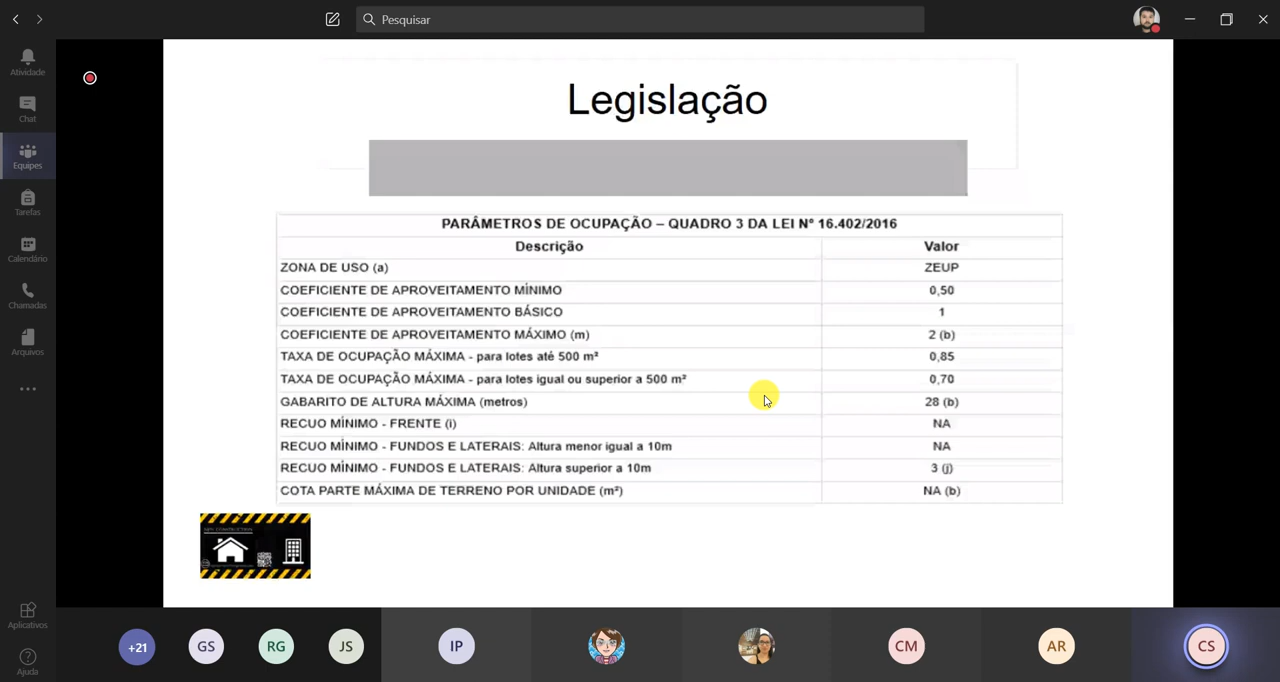 Pesquisar
Atividade
Chat
Equipes
Tarefas
Calendário
Chamadas
Arquivos
Aplicativos
Ajuda
Legislação
PARÂMETROS DE OCUPAÇÃO – QUADRO 3 DA LEI Nº 16.402/2016
Descrição Valor
ZONA DE USO (a) ZEUP
COEFICIENTE DE APROVEITAMENTO MÍNIMO 0,50
COEFICIENTE DE APROVEITAMENTO BÁSICO 1
COEFICIENTE DE APROVEITAMENTO MÁXIMO (m) 2 (b)
TAXA DE OCUPAÇÃO MÁXIMA - para lotes até 500 m² 0,85
TAXA DE OCUPAÇÃO MÁXIMA - para lotes igual ou superior a 500 m² 0,70
GABARITO DE ALTURA MÁXIMA (metros) 28 (b)
RECUO MÍNIMO - FRENTE (i) NA
RECUO MÍNIMO - FUNDOS E LATERAIS: Altura menor igual a 10m NA
RECUO MÍNIMO - FUNDOS E LATERAIS: Altura superior a 10m 3 (j)
COTA PARTE MÁXIMA DE TERRENO POR UNIDADE (m²) NA (b)
+21 GS RG JS IP CM AR CS